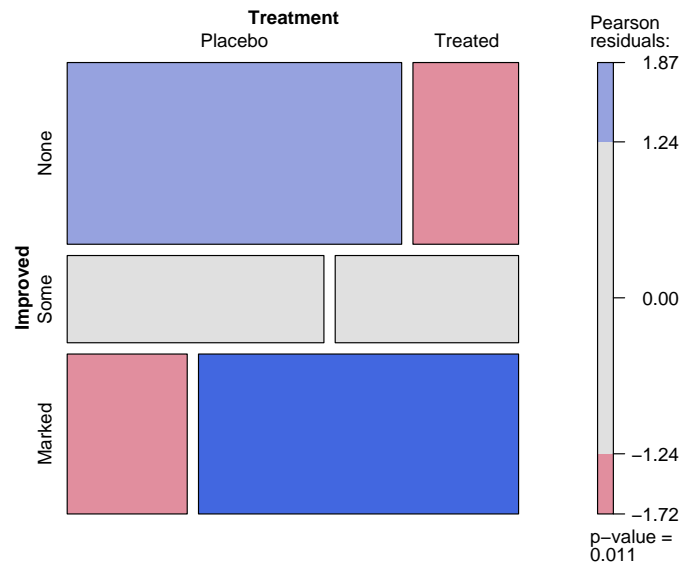 Treatment
Placebo Treated
Improved
None
Some
Marked
Pearson
residuals:
1.87
1.24
0.00
−1.24
−1.72
p−value =
0.011